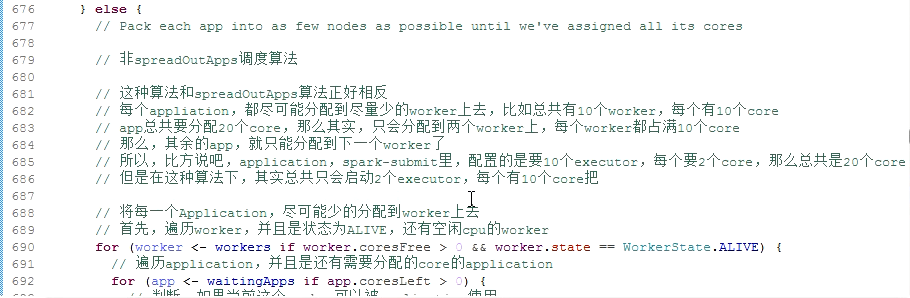 676 } else {
677 // Pack each app into as few nodes as possible until we've assigned all its cores
678
679 // 非spreadOutApps调度算法
680
681 // 这种算法和spreadOutApps算法正好相反
682 // 每个appliation，都尽可能分配到尽量少的worker上去，比如总共有10个worker，每个有10个core
683 // app总共要分配20个core，那么其实，只会分配到两个worker上，每个worker都占满10个core
684 // 那么，其余的app，就只能分配到下一个worker了
685 // 所以，比方说吧，application，spark-submit里，配置的是要10个executor，每个要2个core，那么总共是20个core
686 // 但是在这种算法下，其实总共只会启动2个executor，每个有10个core把
687
688 // 将每一个Application，尽可能少的分配到worker上去
689 // 首先，遍历worker，并且是状态为ALIVE，还有空闲cpu的worker
690 for (worker <- workers if worker.coresFree > 0 && worker.state == WorkerState.ALIVE) {
691 // 遍历application，并且是还有需要分配的core的application
692 for (app <- waitingApps if app.coresLeft > 0) {